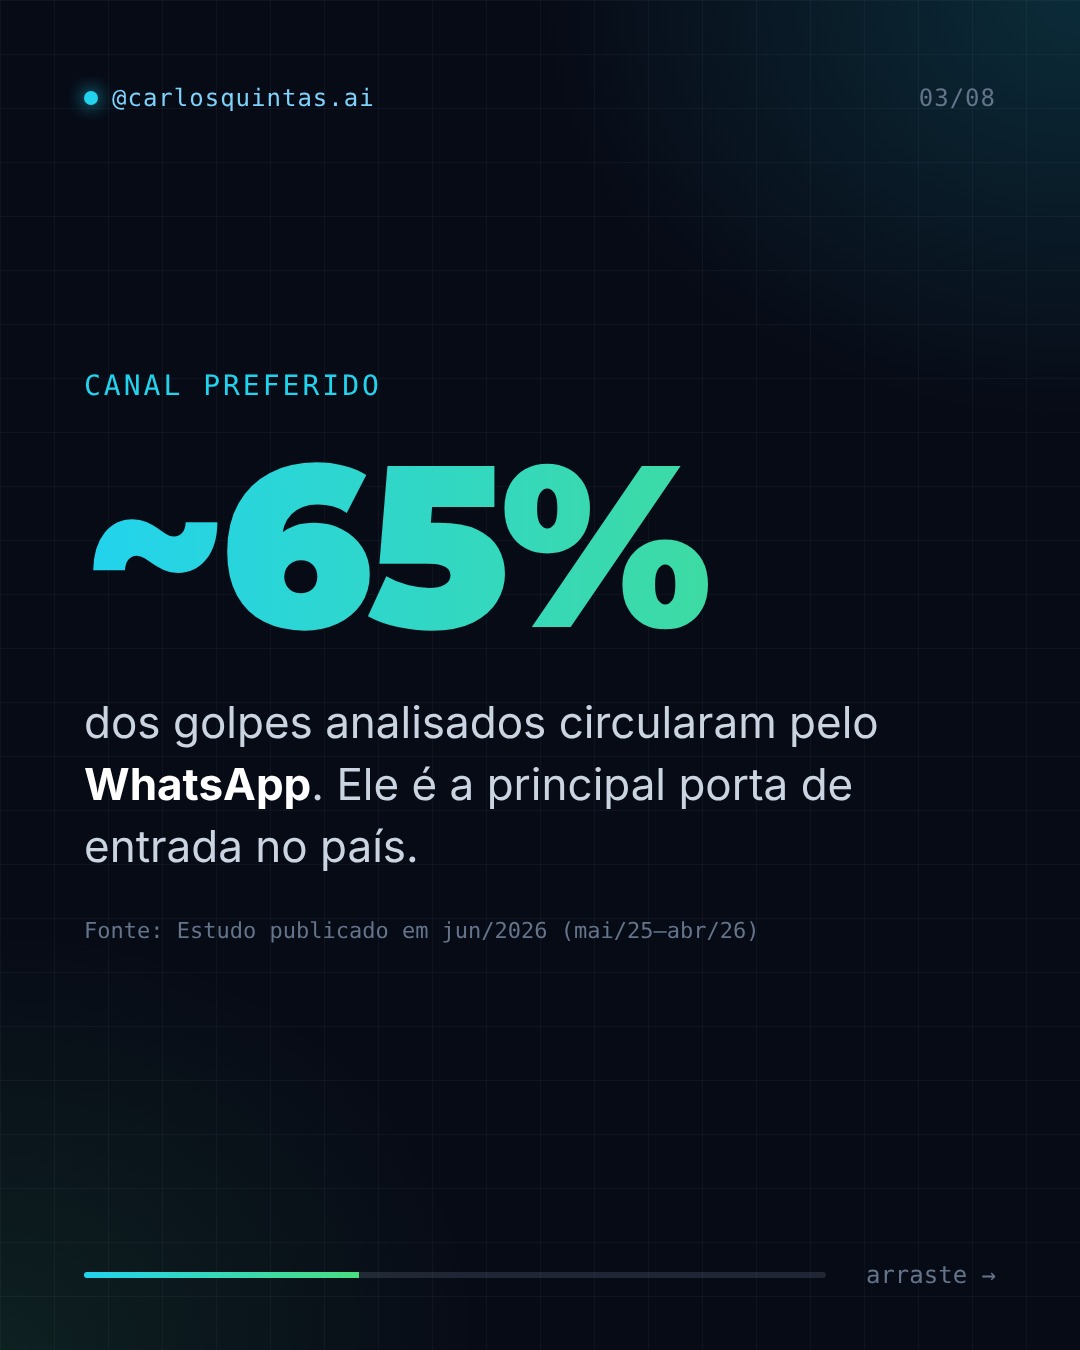 @carlosquintas.ai
03/08
CANAL PREFERIDO
~65%
dos golpes analisados circularam pelo
WhatsApp. Ele é a principal porta de
entrada no país.
Fonte: Estudo publicado em jun/2026 (mai/25–abr/26)
arraste →